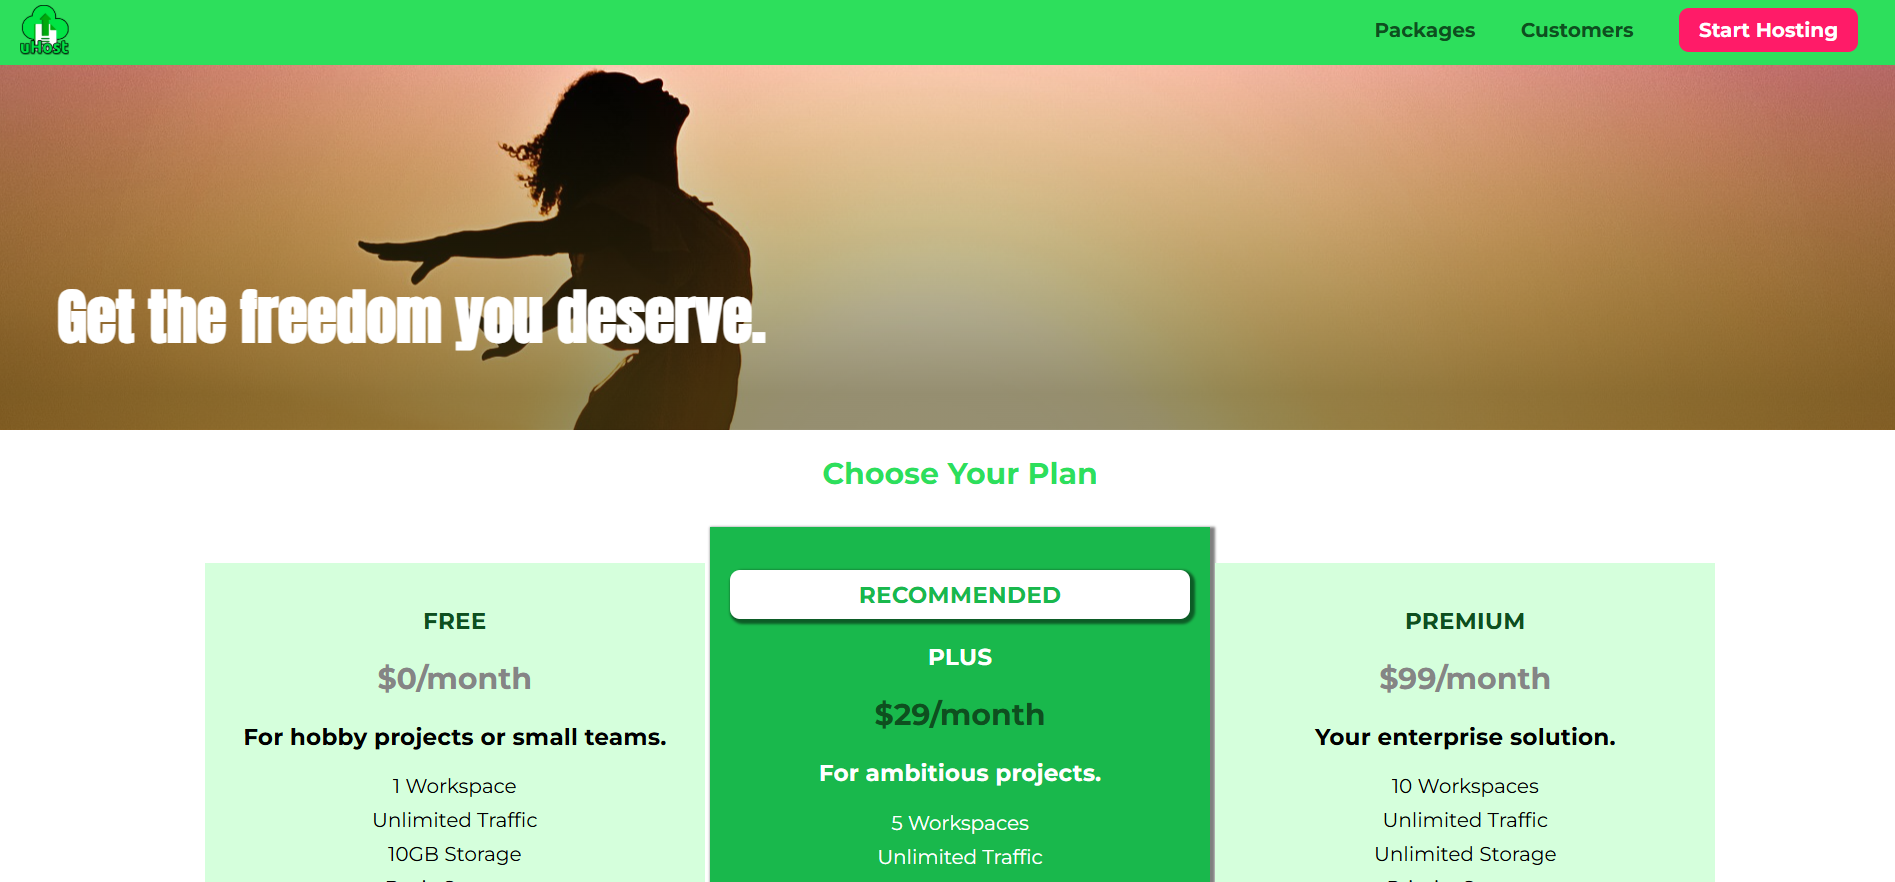 uHost
Packages
Customers
Start Hosting
Get the freedom you deserve.
Choose Your Plan
FREE
$0/month
For hobby projects or small teams.
1 Workspace
Unlimited Traffic
10GB Storage
RECOMMENDED
PLUS
$29/month
For ambitious projects.
5 Workspaces
Unlimited Traffic
PREMIUM
$99/month
Your enterprise solution.
10 Workspaces
Unlimited Traffic
Unlimited Storage